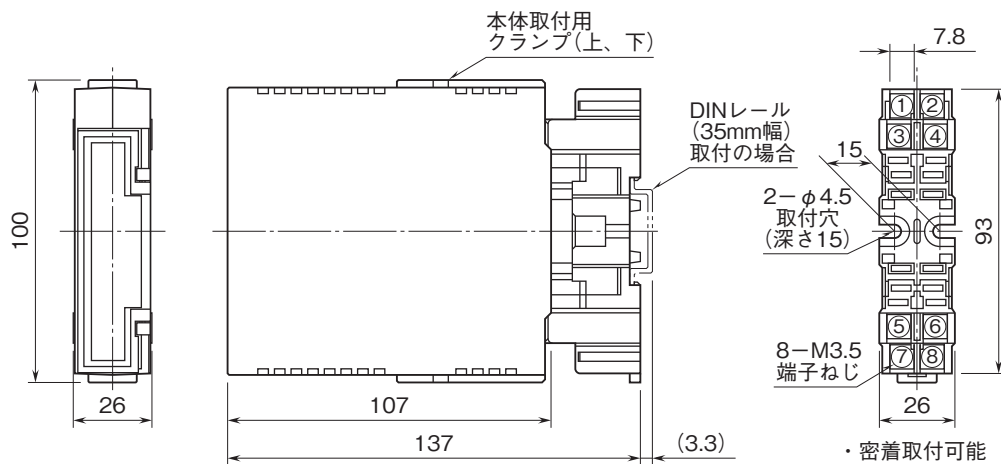 本体取付用
クランプ(上、下)
7.8
DINレール
(35mm幅)
取付の場合
① ②
③ ④
15
2-φ4.5
取付穴
(深さ15)
100
93
⑤ ⑥
⑦ ⑧
8-M3.5
端子ねじ
26
107
137
(3.3)
26
・密着取付可能